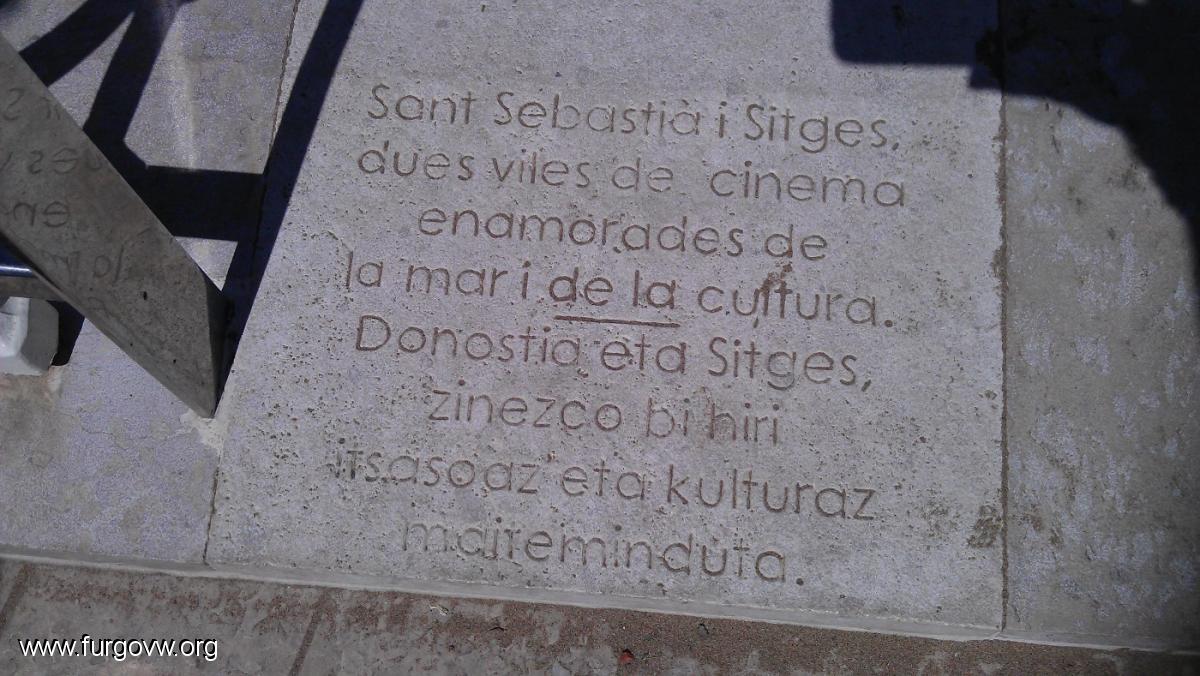 Sant Sebastià i Sitges,
dues viles de cinema
enamorades de
la mar i de la cultura.
Donostia eta Sitges,
zinezco bi hiri
itsasoaz eta kulturaz
maiteminduta.
www.furgovw.org